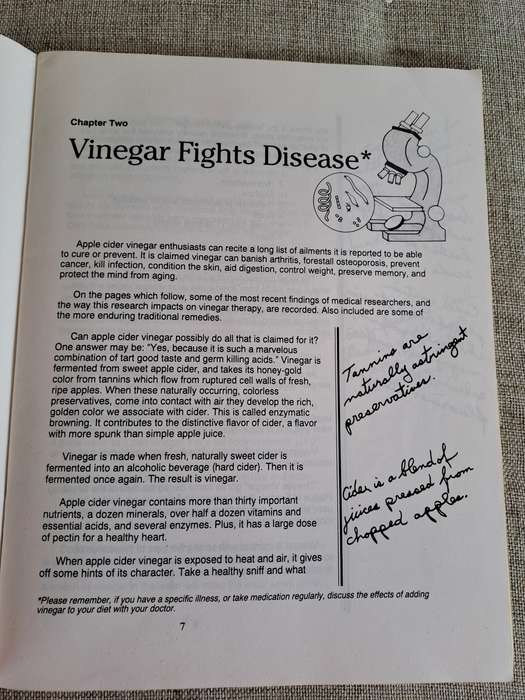 Chapter Two
Vinegar Fights Disease*
Apple cider vinegar enthusiasts can recite a long list of ailments it is reported to be able
to cure or prevent. It is claimed vinegar can banish arthritis, forestall osteoporosis, prevent
cancer, kill infection, condition the skin, aid digestion, control weight, preserve memory, and
protect the mind from aging.
On the pages which follow, some of the most recent findings of medical researchers, and
the way this research impacts on vinegar therapy, are recorded. Also included are some of
the more enduring traditional remedies.
Can apple cider vinegar possibly do all that is claimed for it?
One answer may be: "Yes, because it is such a marvelous
combination of tart good taste and germ killing acids." Vinegar is
fermented from sweet apple cider, and takes its honey-gold
color from tannins which flow from ruptured cell walls of fresh,
ripe apples. When these naturally occurring, colorless
preservatives, come into contact with air they develop the rich,
golden color we associate with cider. This is called enzymatic
browning. It contributes to the distinctive flavor of cider, a flavor
with more spunk than simple apple juice.
Vinegar is made when fresh, naturally sweet cider is
fermented into an alcoholic beverage (hard cider). Then it is
fermented once again. The result is vinegar.
Apple cider vinegar contains more than thirty important
nutrients, a dozen minerals, over half a dozen vitamins and
essential acids, and several enzymes. Plus, it has a large dose
of pectin for a healthy heart.
When apple cider vinegar is exposed to heat and air, it gives
off some hints of its character. Take a healthy sniff and what
Tannins are
naturally astringent
preservatives.
Cider is a blend of
juices pressed from
chopped apples.
*Please remember, if you have a specific illness, or take medication regularly, discuss the effects of adding
vinegar to your diet with your doctor.
7